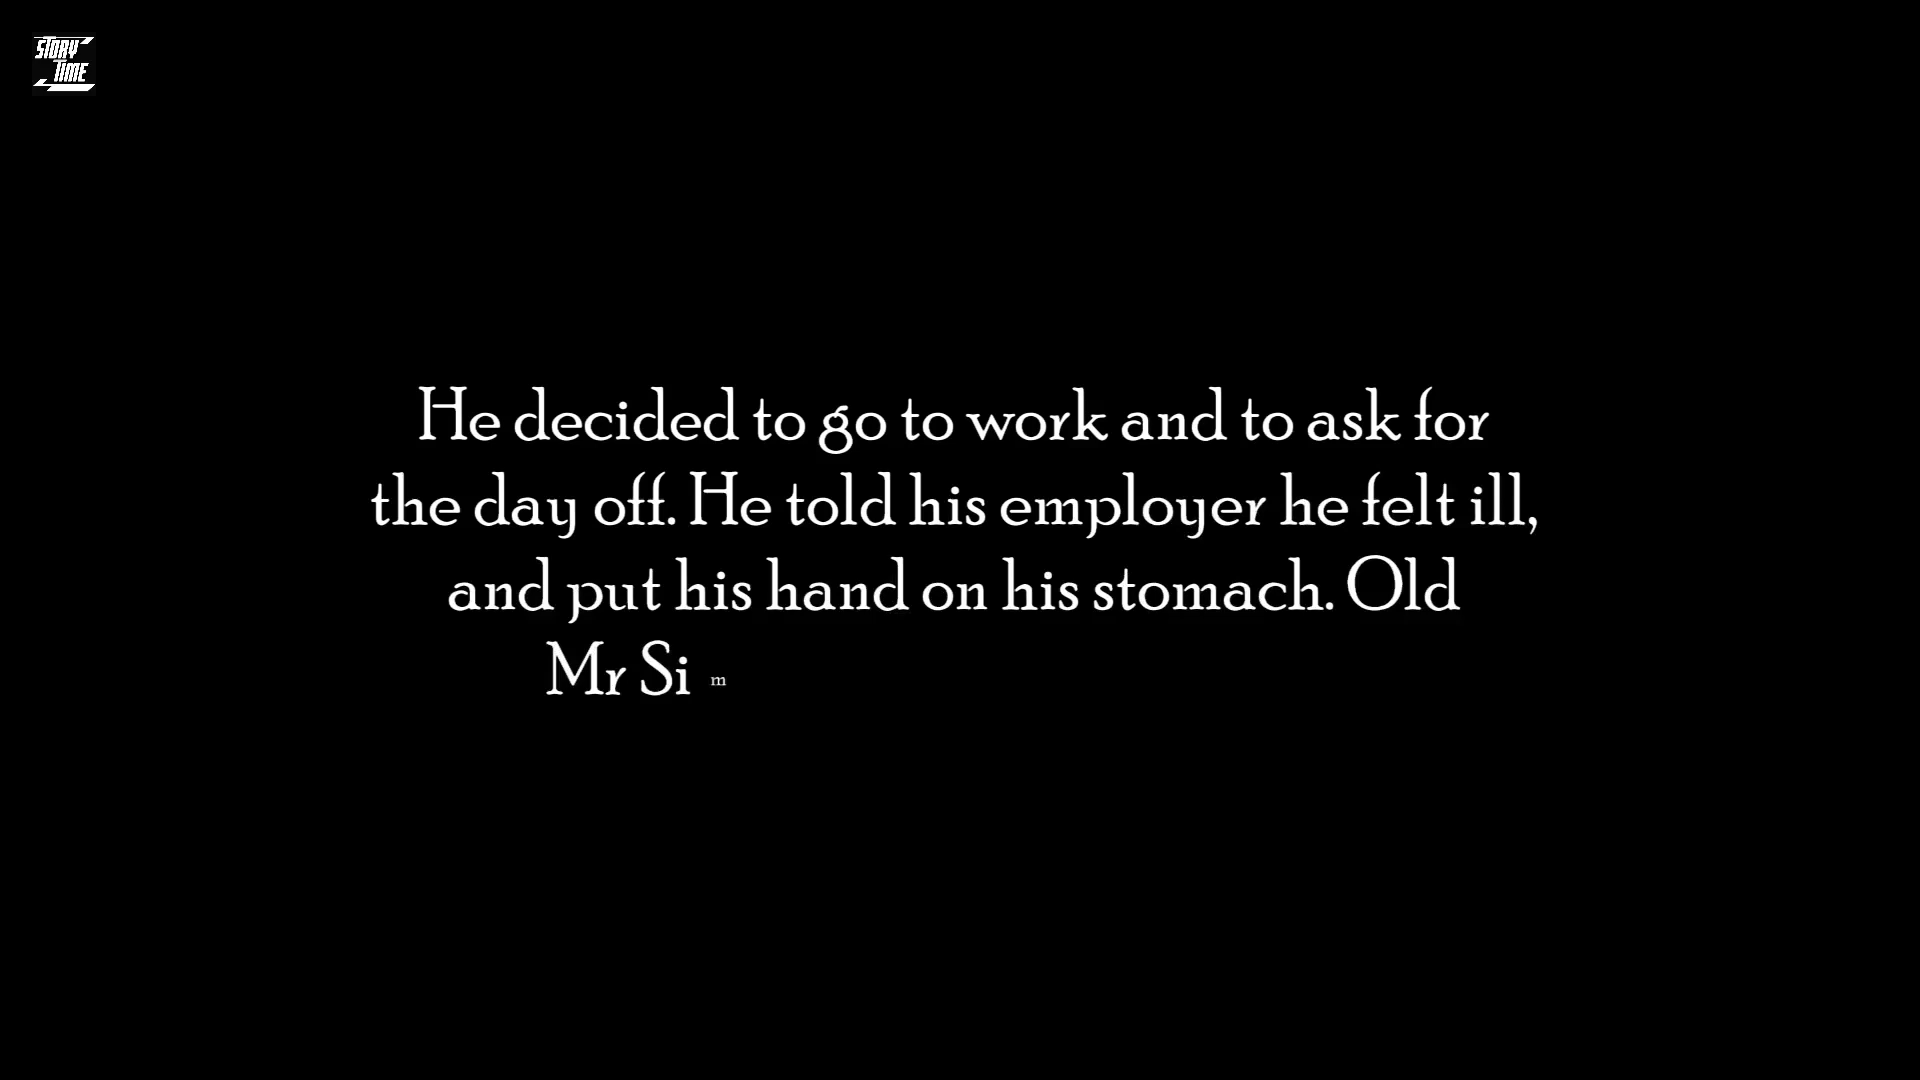 STORY
TIME
He decided to go to work and to ask for
the day off. He told his employer he felt ill,
and put his hand on his stomach. Old
Mr Sim